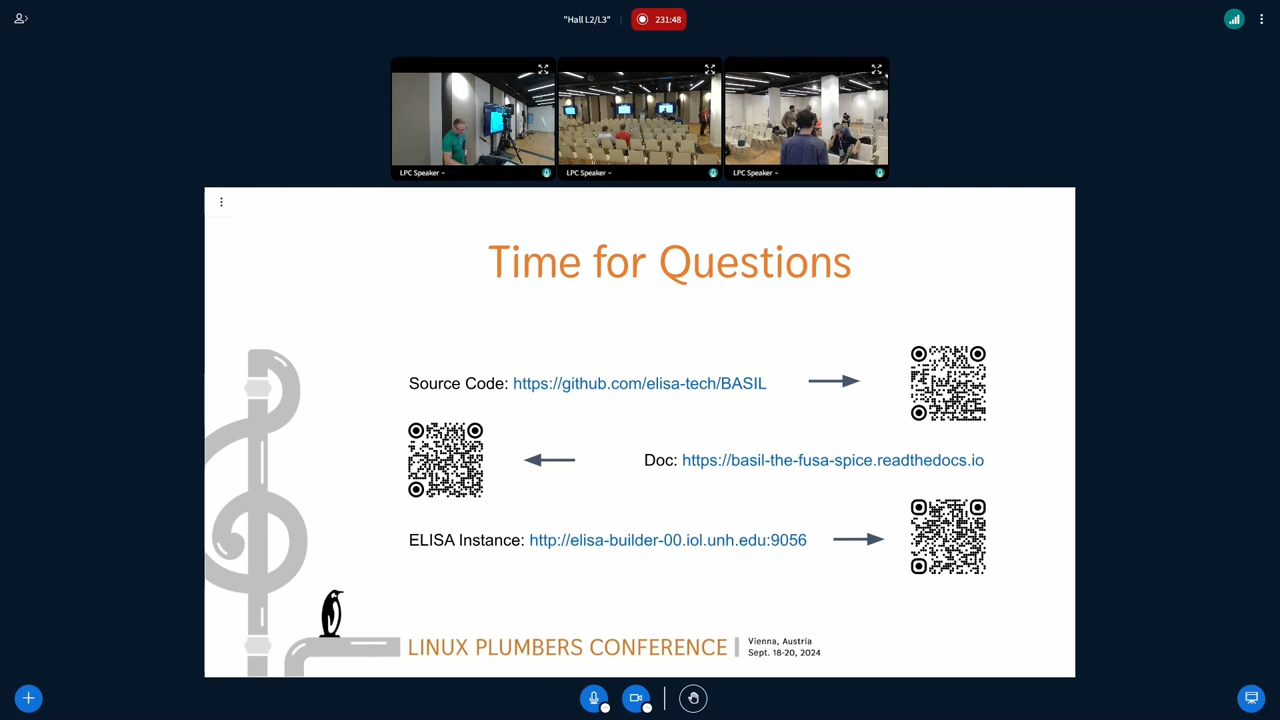 "Hall L2/L3"
231:48
LPC Speaker
LPC Speaker
LPC Speaker
Time for Questions
Source Code: https://github.com/elisa-tech/BASIL
Doc: https://basil-the-fusa-spice.readthedocs.io
ELISA Instance: http://elisa-builder-00.iol.unh.edu:9056
LINUX PLUMBERS CONFERENCE
Vienna, Austria
Sept. 18-20, 2024